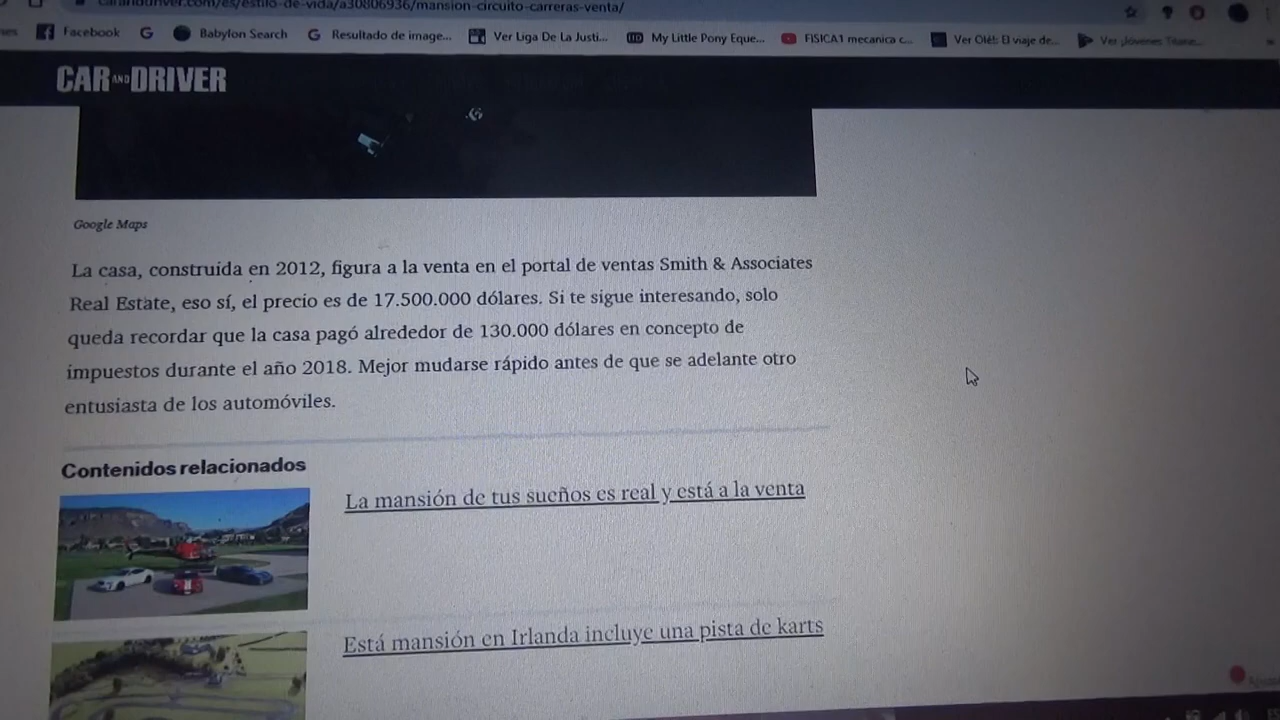 caranddriver.com/es/estilo-de-vida/a30806936/mansion-circuito-carreras-venta/
Facebook
Babylon Search
Resultado de image...
Ver Liga De La Justi...
My Little Pony Eque...
FISICA1 mecanica c...
Ver Olé!: El viaje de...
Ver ¡Jóvenes Titane...
CAR AND DRIVER
Google Maps
La casa, construida en 2012, figura a la venta en el portal de ventas Smith & Associates
Real Estate, eso sí, el precio es de 17.500.000 dólares. Si te sigue interesando, solo
queda recordar que la casa pagó alrededor de 130.000 dólares en concepto de
impuestos durante el año 2018. Mejor mudarse rápido antes de que se adelante otro
entusiasta de los automóviles.
Contenidos relacionados
La mansión de tus sueños es real y está a la venta
Está mansión en Irlanda incluye una pista de karts